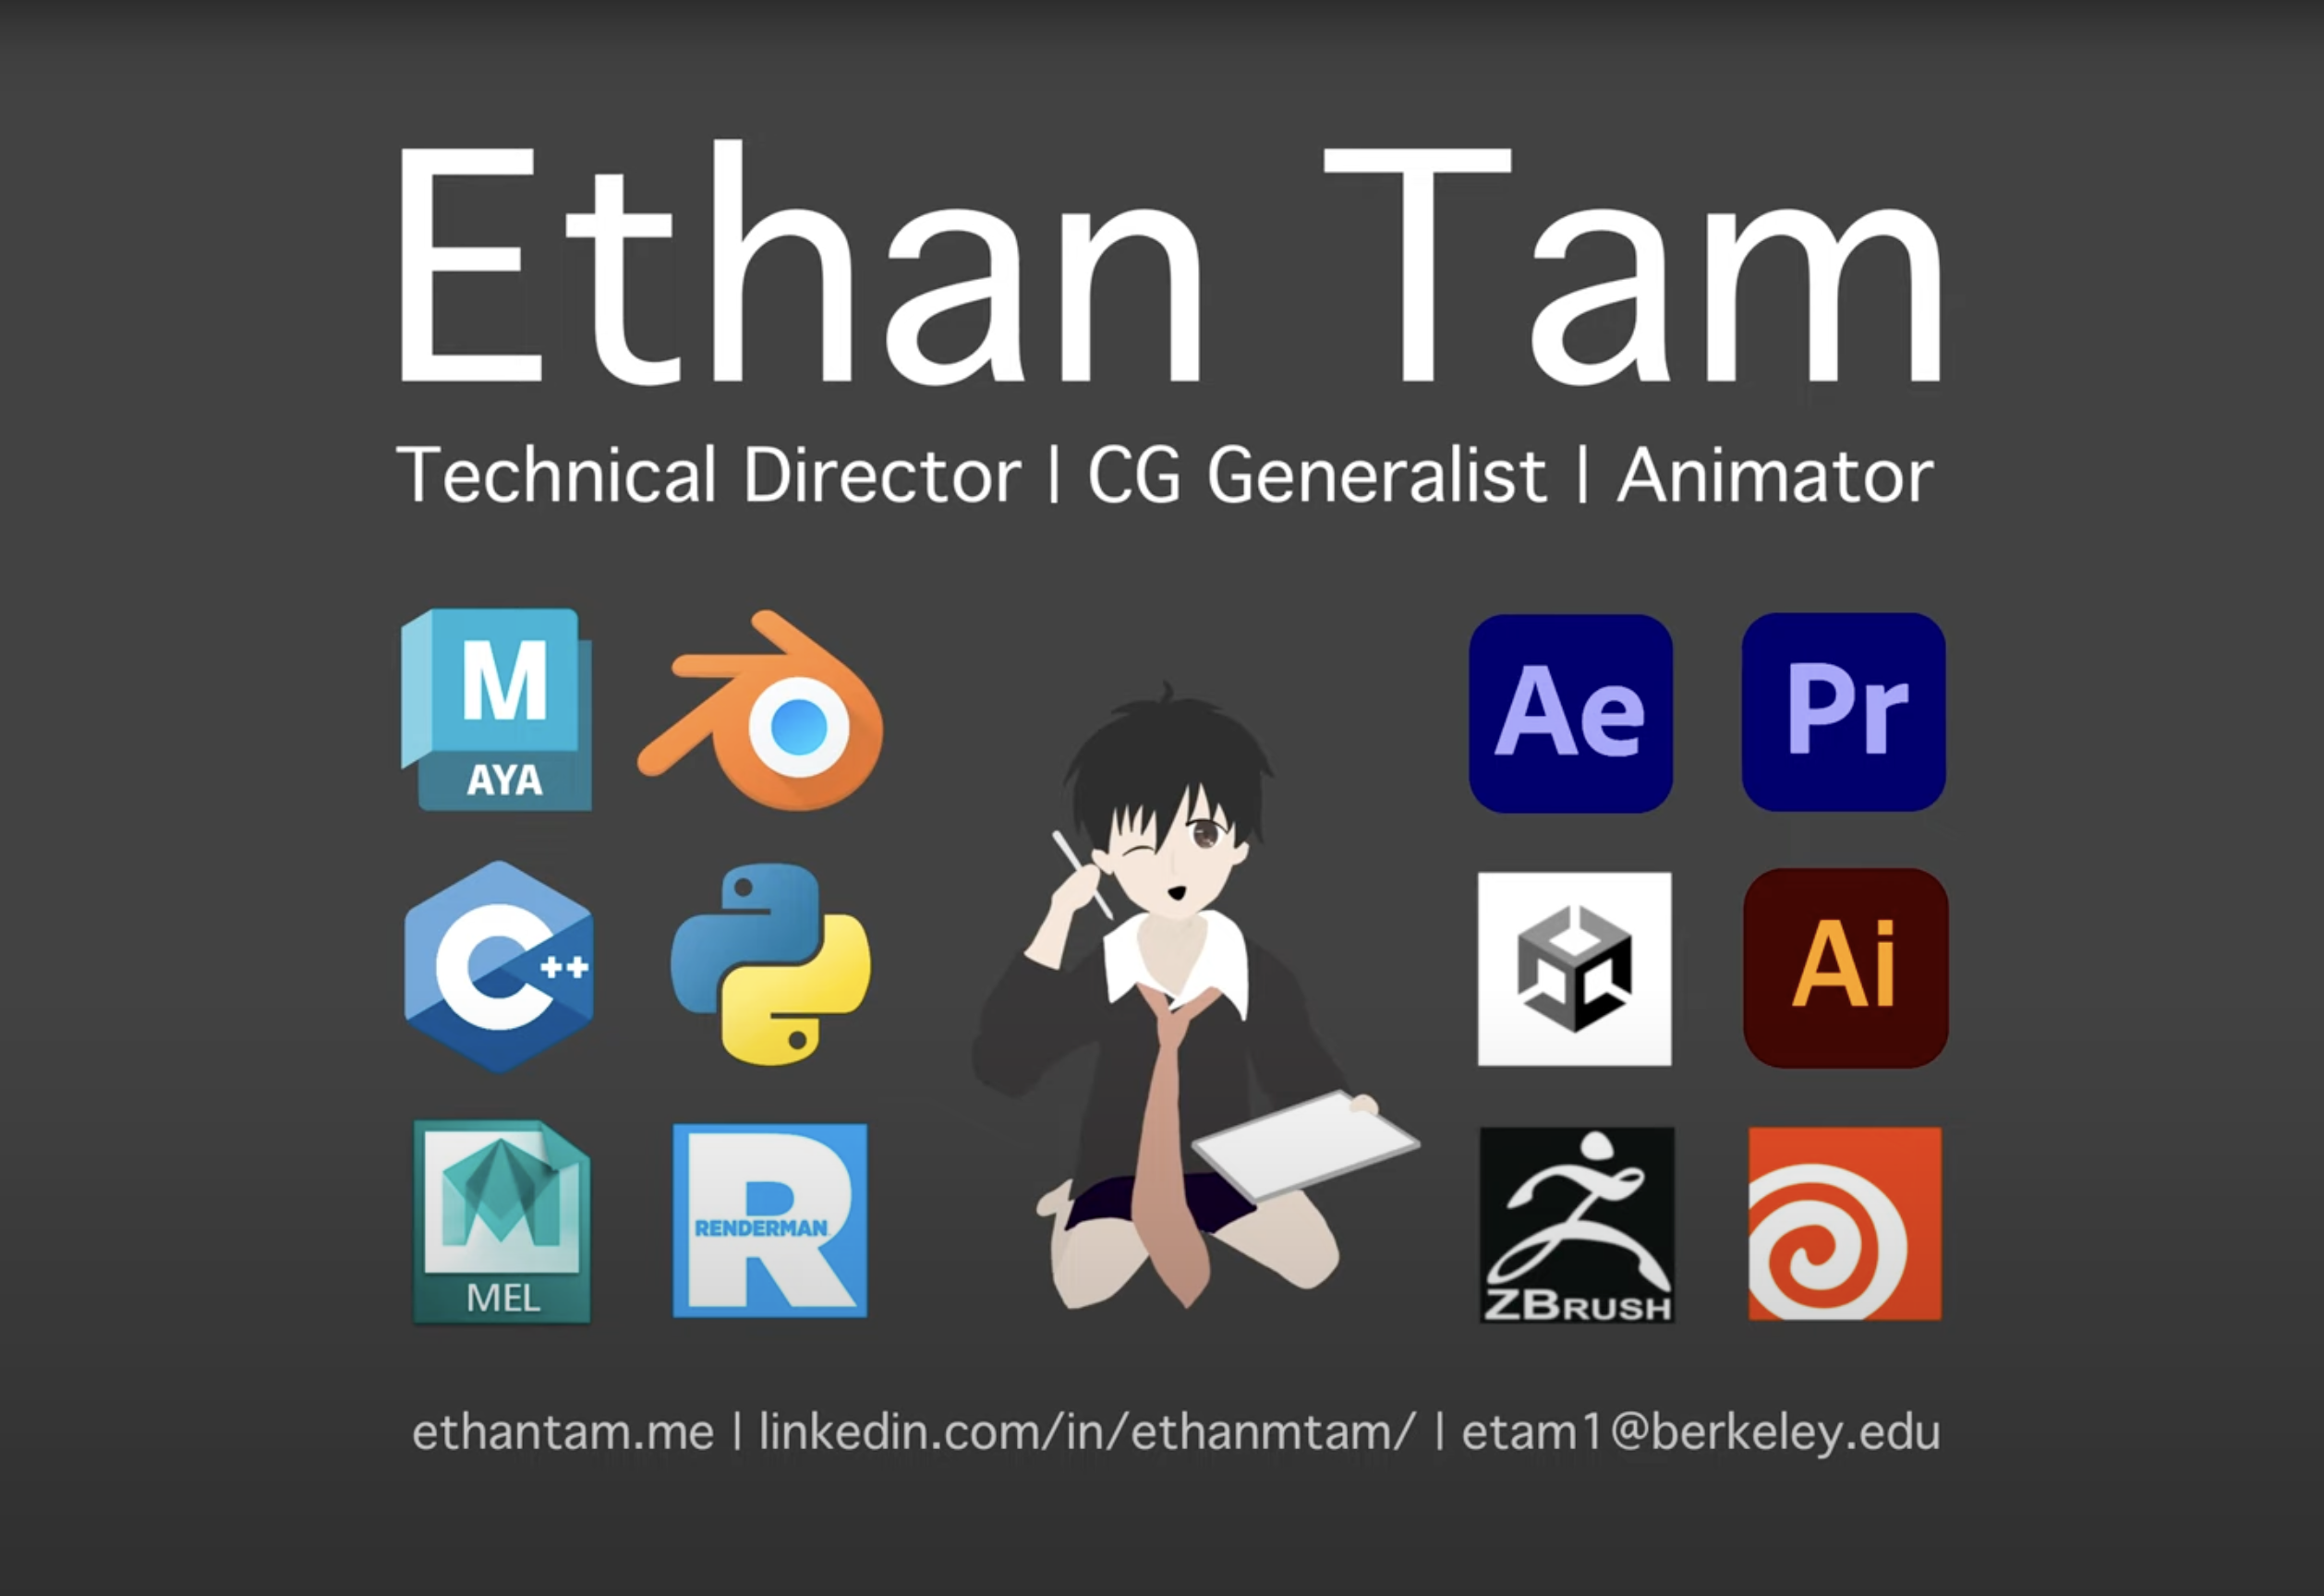 Ethan Tam
Technical Director | CG Generalist | Animator
M
AYA
Ae
Pr
C++
Ai
MEL
R
RENDERMAN
ZBRUSH
ethantam.me | linkedin.com/in/ethanmtam/ | etam1@berkeley.edu